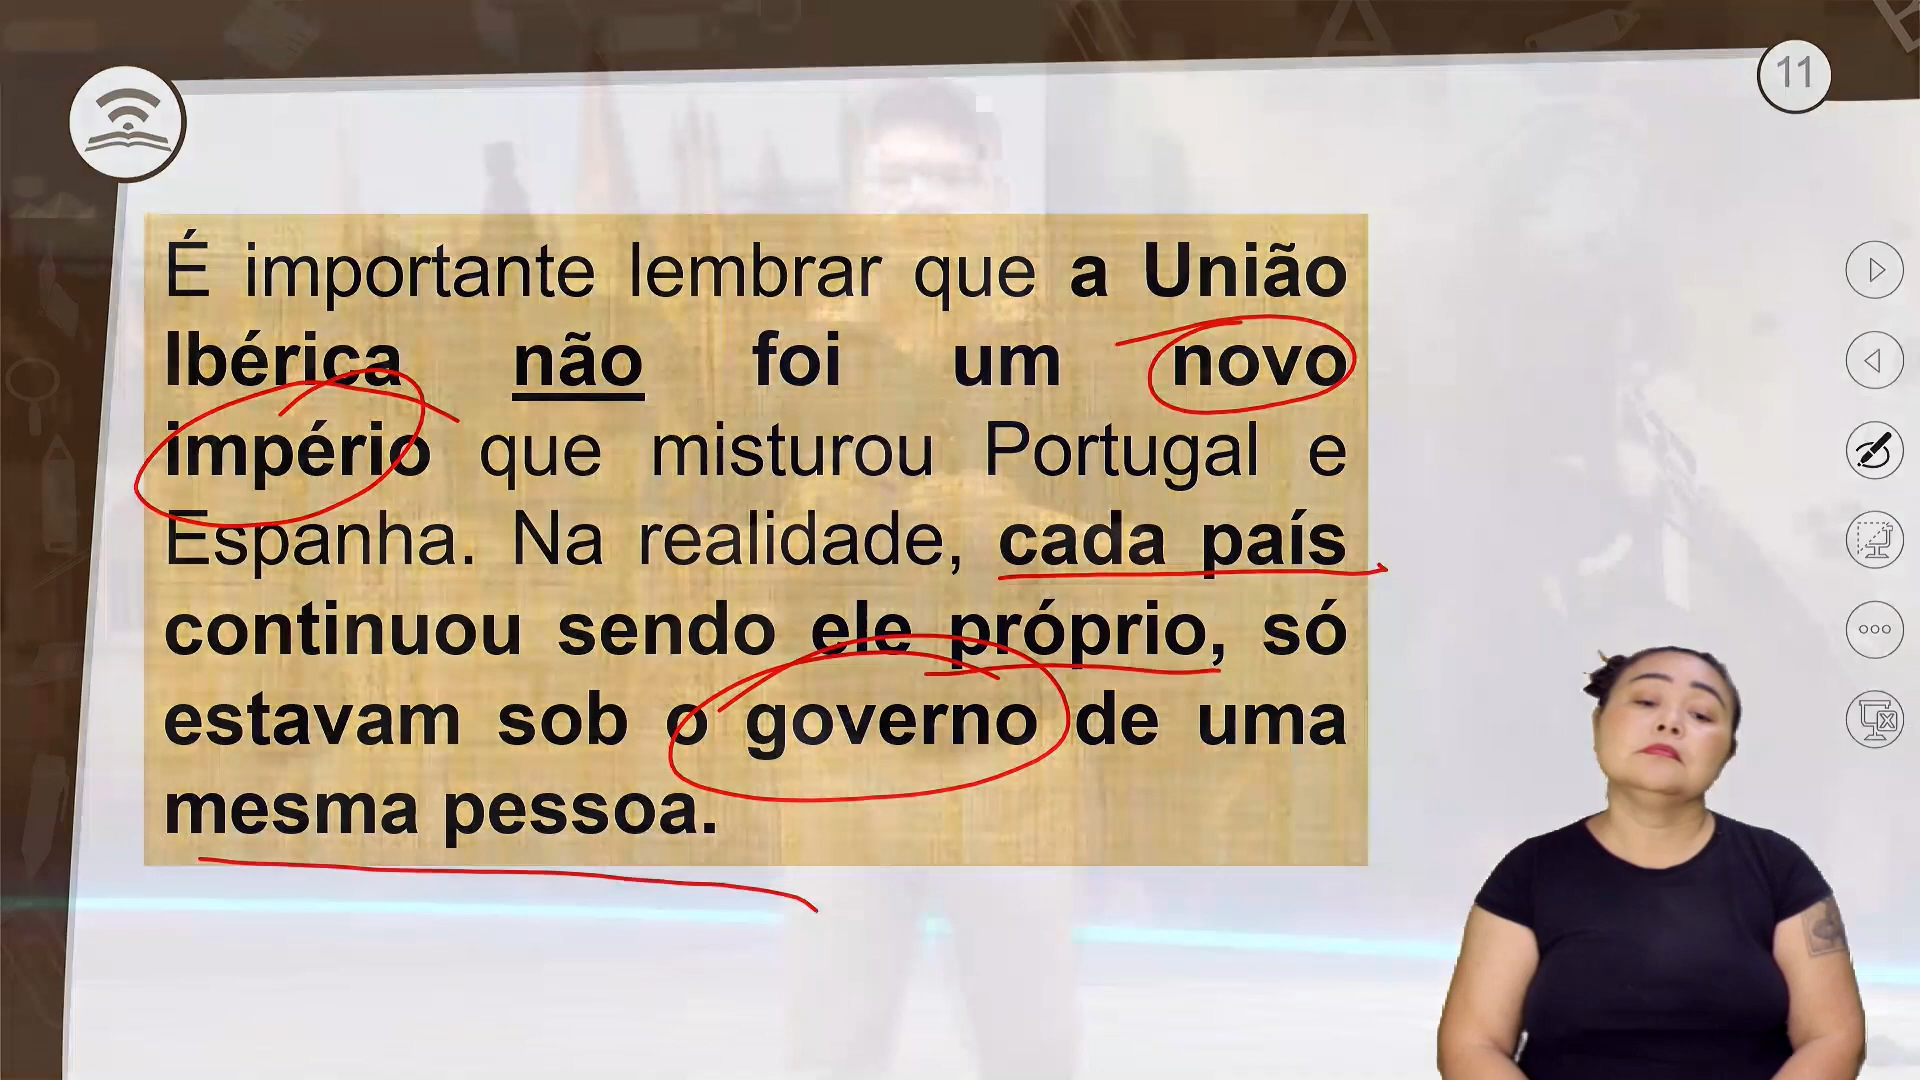 11
É importante lembrar que a União
Ibérica não foi um novo
império que misturou Portugal e
Espanha. Na realidade, cada país
continuou sendo ele próprio, só
estavam sob o governo de uma
mesma pessoa.